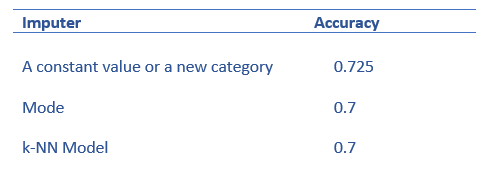 Imputer Accuracy
A constant value or a new category 0.725
Mode 0.7
k-NN Model 0.7